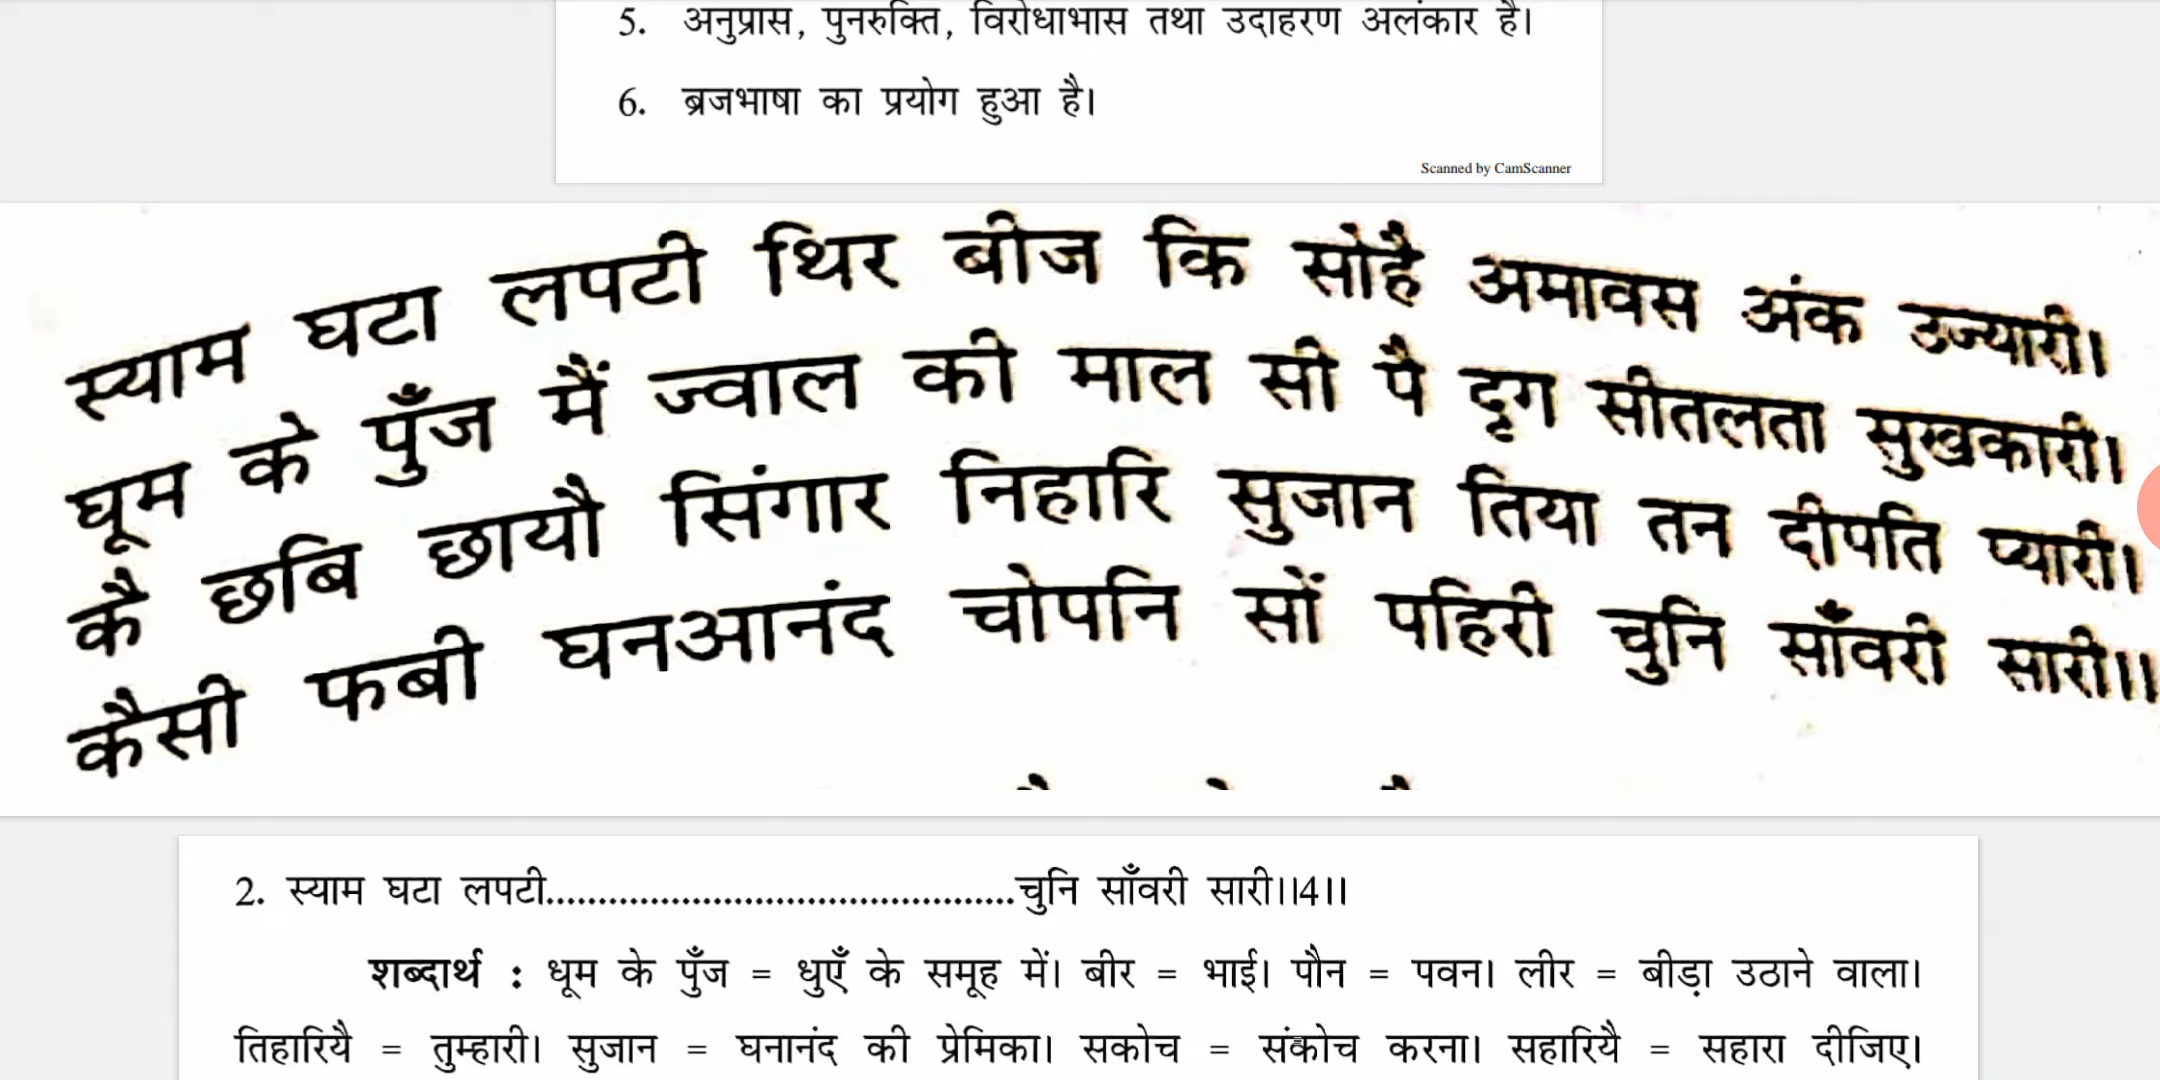 5. अनुप्रास, पुनरुक्ति, विरोधाभास तथा उदाहरण अलंकार है।
6. ब्रजभाषा का प्रयोग हुआ है।
Scanned by CamScanner
स्याम घटा लपटी थिर बीज कि सोहै अमावस अंक उज्यारी।
घूम के पुँज मैं ज्वाल की माल सी पै दृग सीतलता सुखकारी।
कै छबि छायौ सिंगार निहारि सुजान तिया तन दीपति प्यारी।
कैसी फबी घनआनंद चोपनि सों पहिरी चुनि साँवरी सारी।।
2. स्याम घटा लपटी.............................................चुनि साँवरी सारी।।4।।
शब्दार्थ : धूम के पुँज = धुएँ के समूह में। बीर = भाई। पौन = पवन। लीर = बीड़ा उठाने वाला।
तिहारियै = तुम्हारी। सुजान = घनानंद की प्रेमिका। सकोच = संकोच करना। सहारियै = सहारा दीजिए।